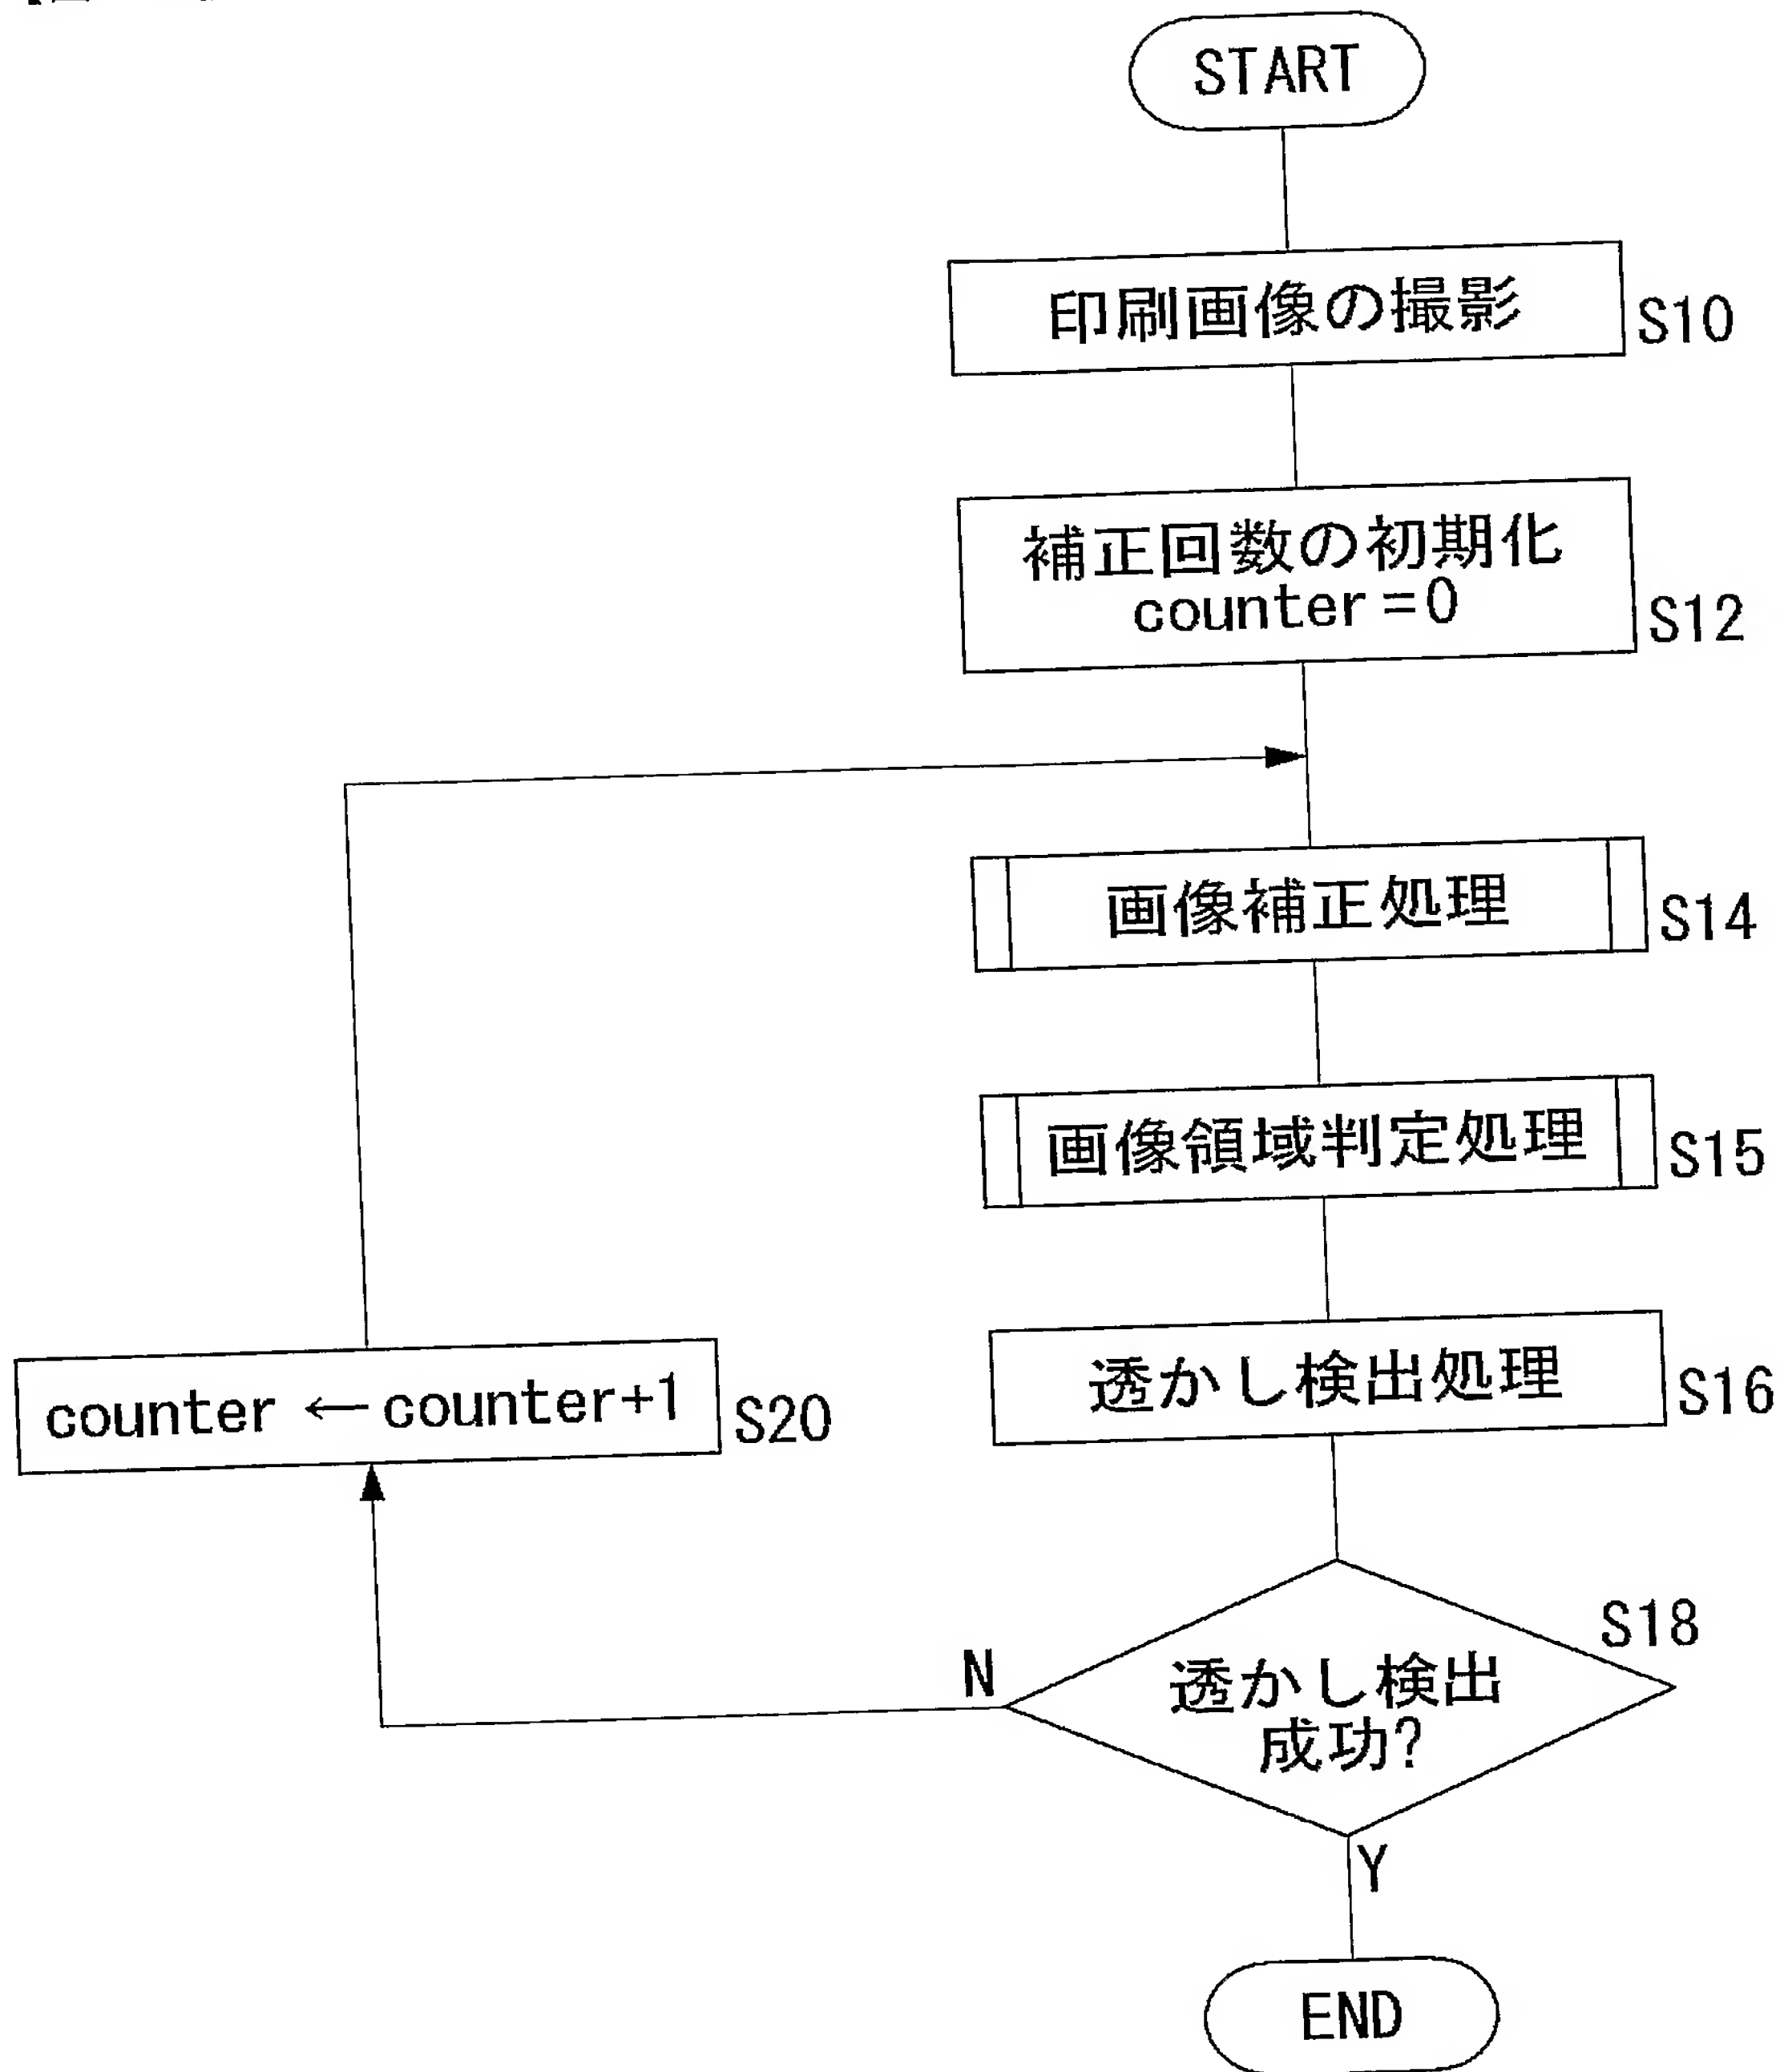 START
印刷画像の撮影
S10
補正回数の初期化
counter=0
S12
画像補正処理
S14
画像領域判定処理
S15
透かし検出処理
S16
counter ← counter+1
S20
S18
N
透かし検出
成功?
Y
END